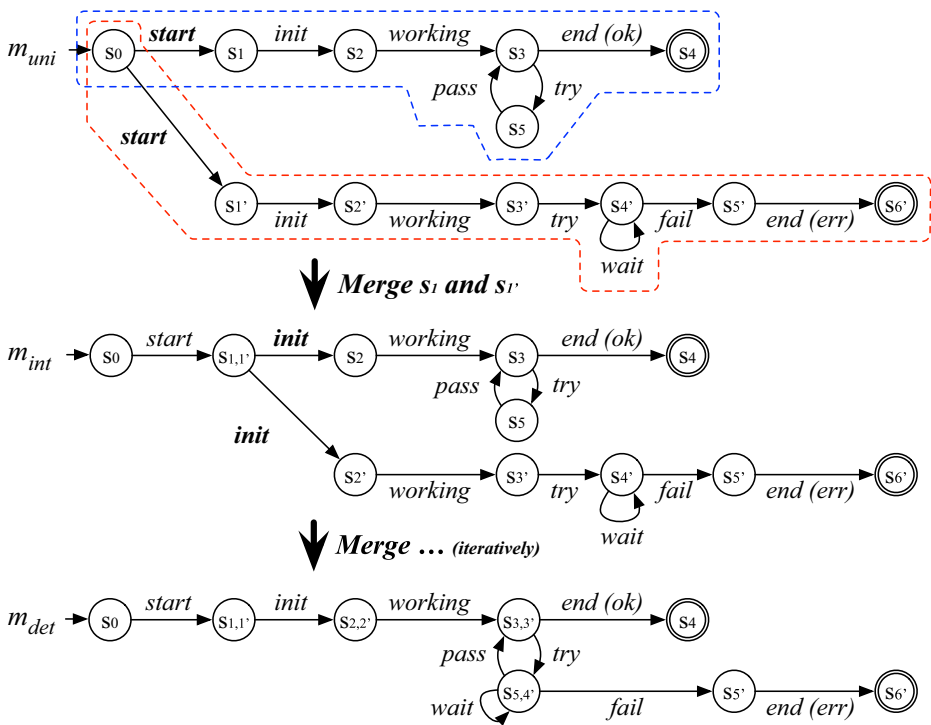 m_uni s0 start s1 init s2 working s3 end (ok) s4
pass try
s5
start
s1' init s2' working s3' try s4' fail s5' end (err) s6'
wait
Merge s1 and s1'
m_int s0 start s1,1' init s2 working s3 end (ok) s4
pass try
s5
init
s2' working s3' try s4' fail s5' end (err) s6'
wait
Merge … (iteratively)
m_det s0 start s1,1' init s2,2' working s3,3' end (ok) s4
pass try
wait s5,4' fail s5' end (err) s6'